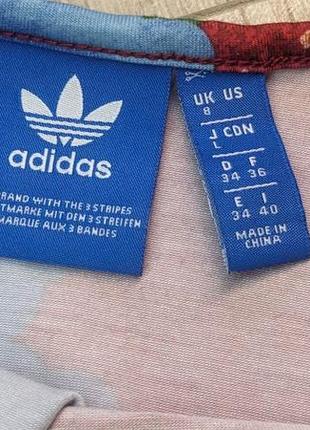 adidas
BRAND WITH THE 3 STRIPES
MIT DEN 3 STREIFEN
MARQUE AUX 3 BANDES
UK US
8
J CDN
L
D F
34 36
E I
34 40
MADE IN
CHINA